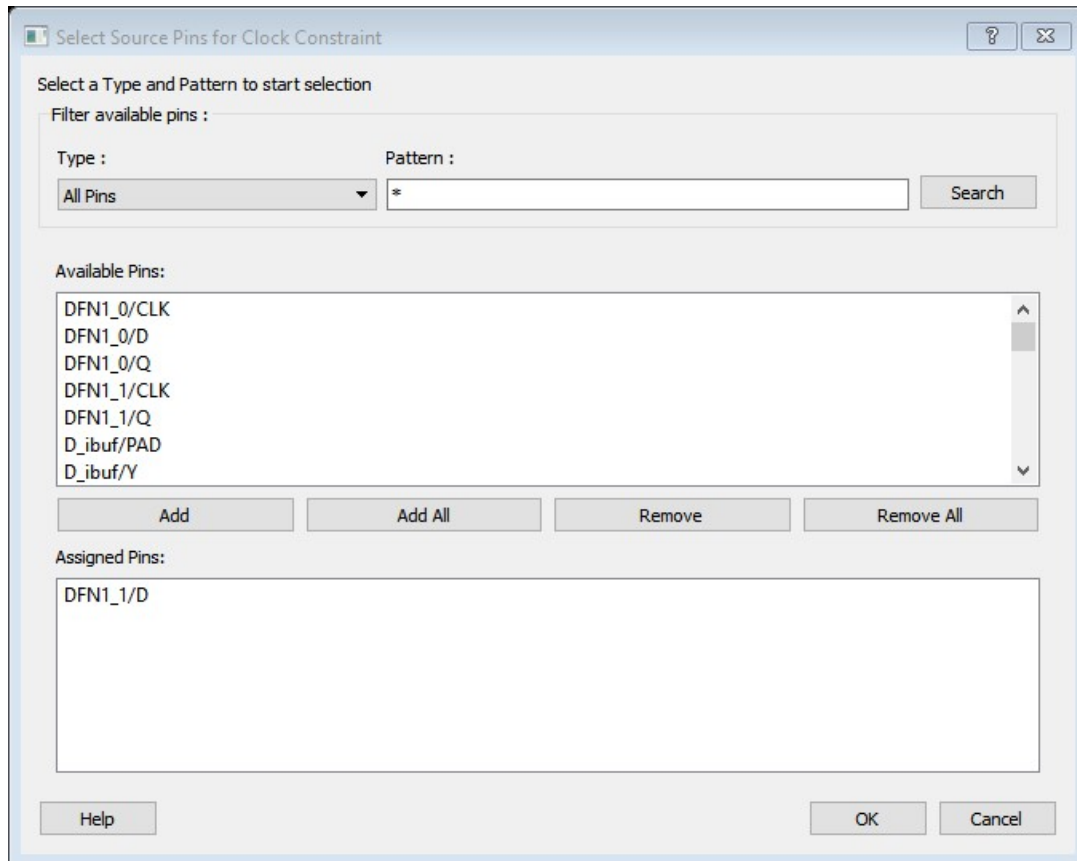 Select Source Pins for Clock Constraint
Select a Type and Pattern to start selection
Filter available pins :
Type : Pattern :
All Pins * Search
Available Pins:
DFN1_0/CLK
DFN1_0/D
DFN1_0/Q
DFN1_1/CLK
DFN1_1/Q
D_ibuf/PAD
D_ibuf/Y
Add Add All Remove Remove All
Assigned Pins:
DFN1_1/D
Help OK Cancel